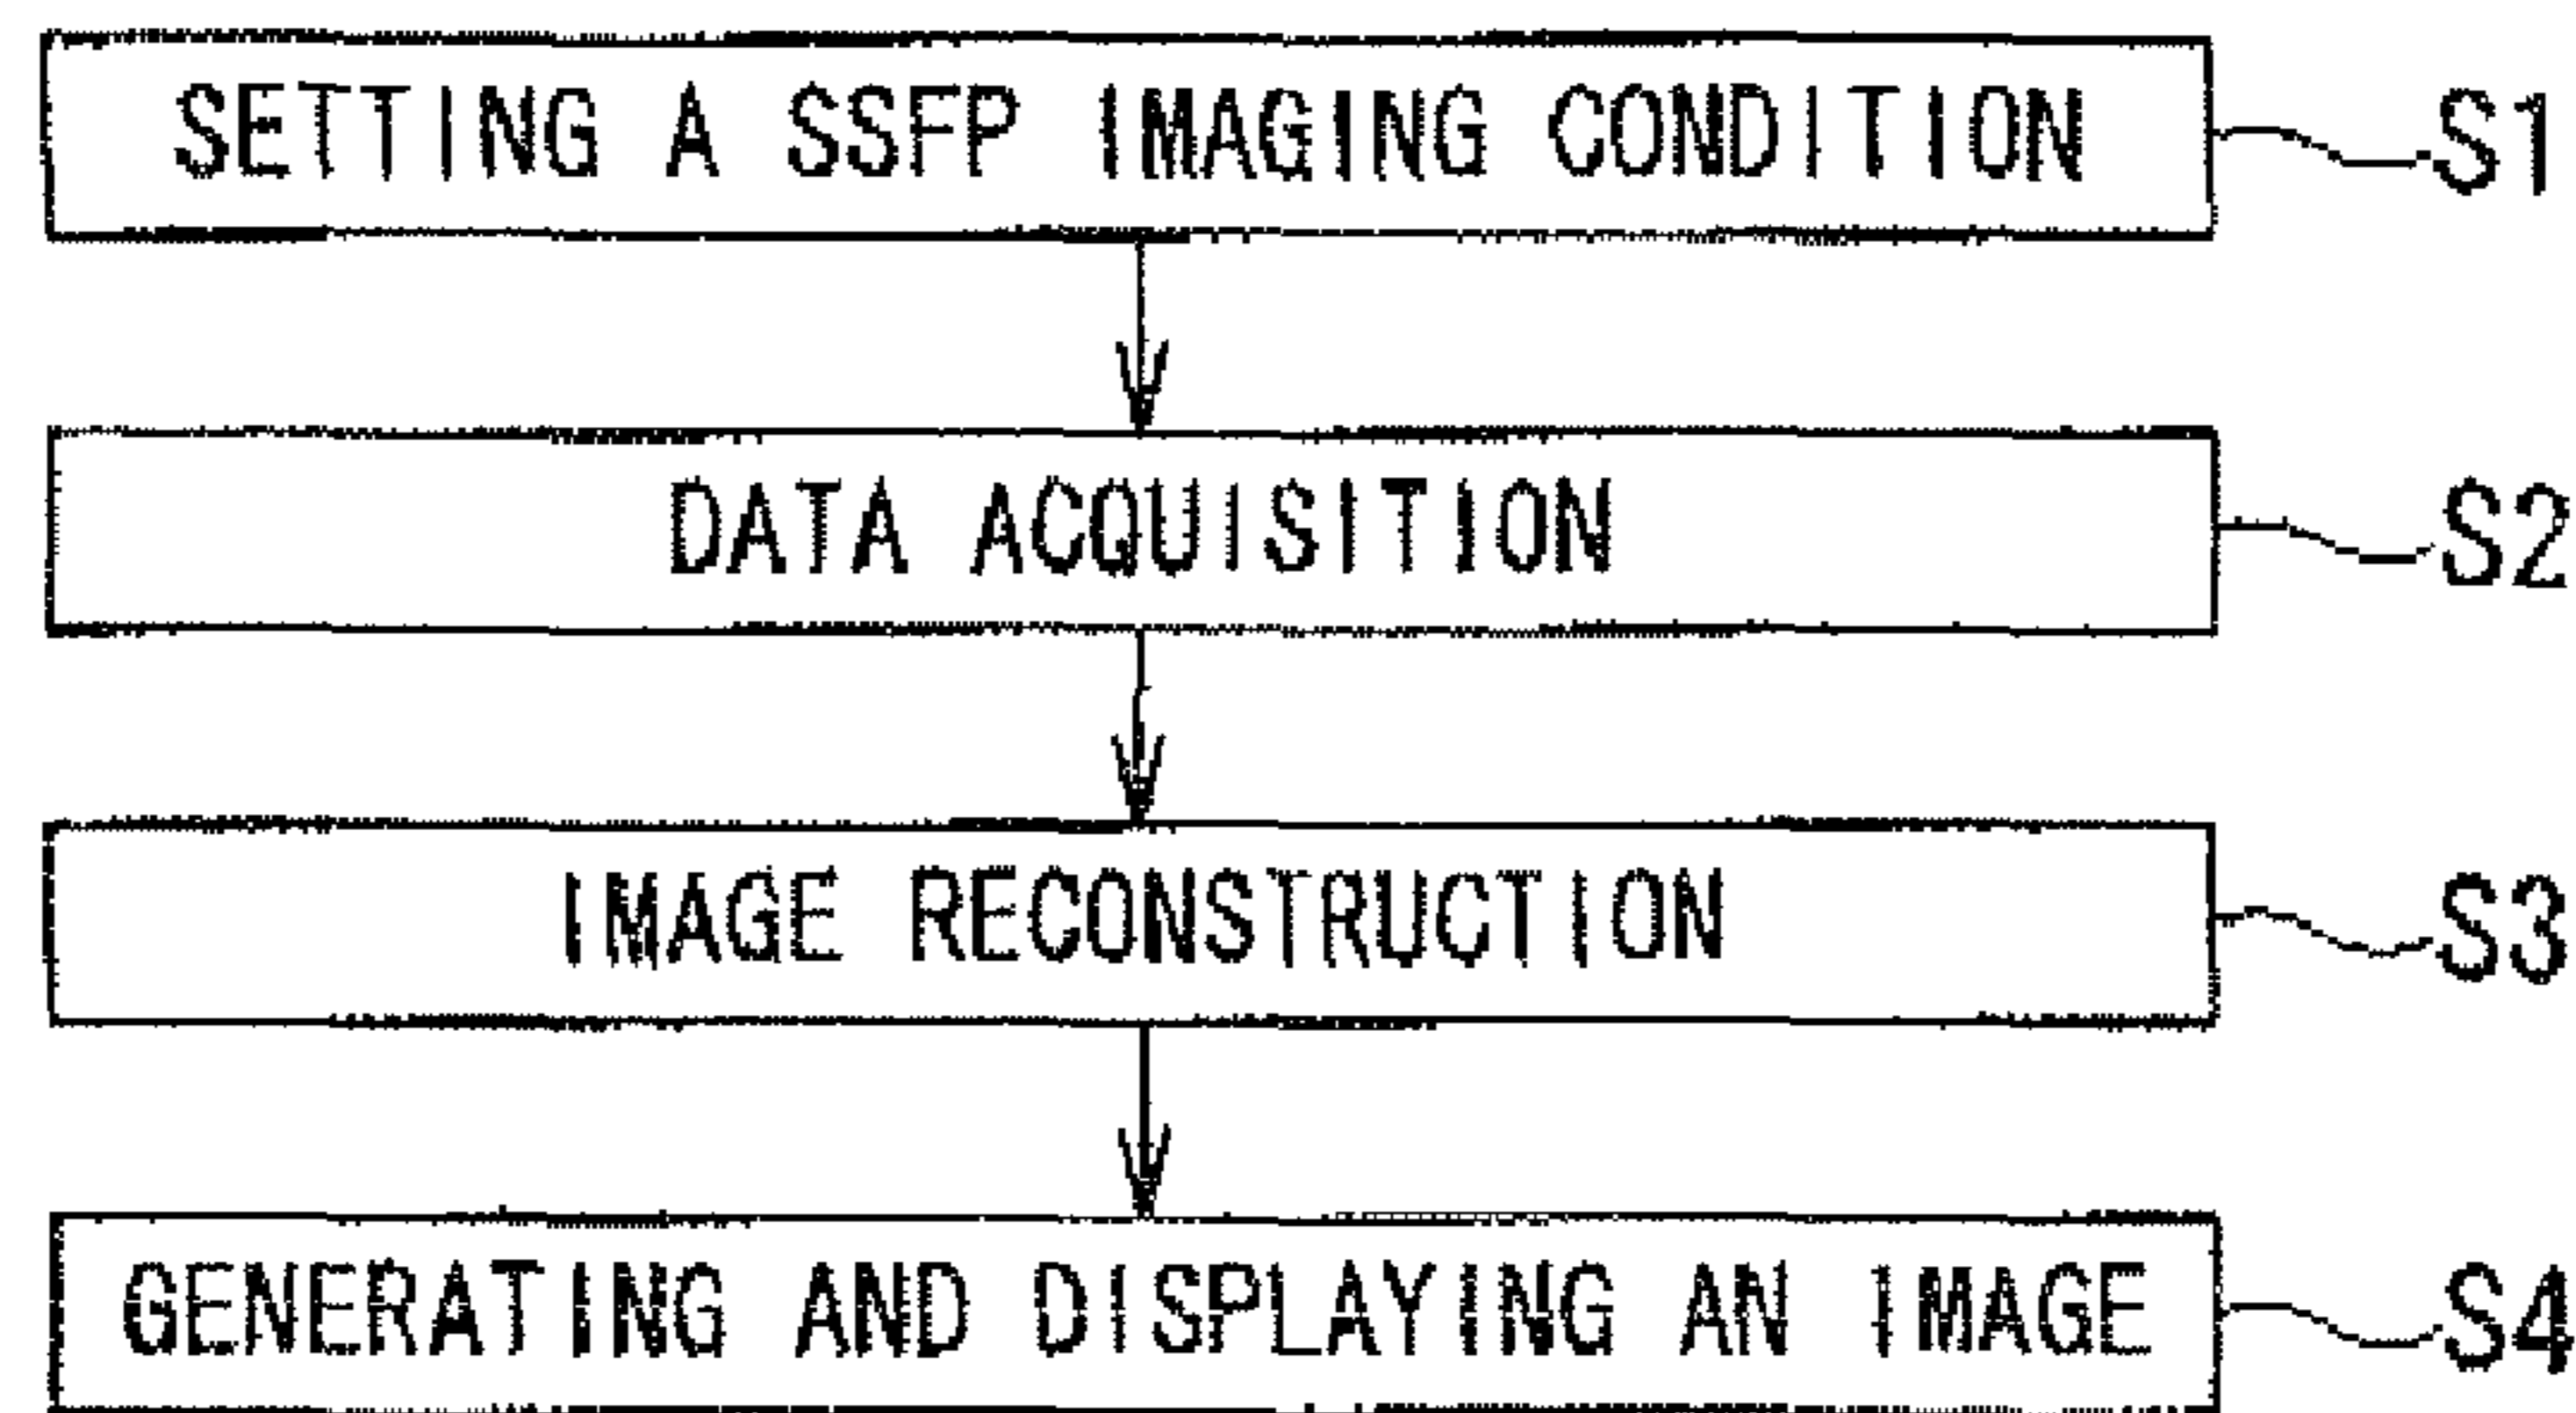 SETTING A SSFP IMAGING CONDITION S1
DATA ACQUISITION S2
IMAGE RECONSTRUCTION S3
GENERATING AND DISPLAYING AN IMAGE S4